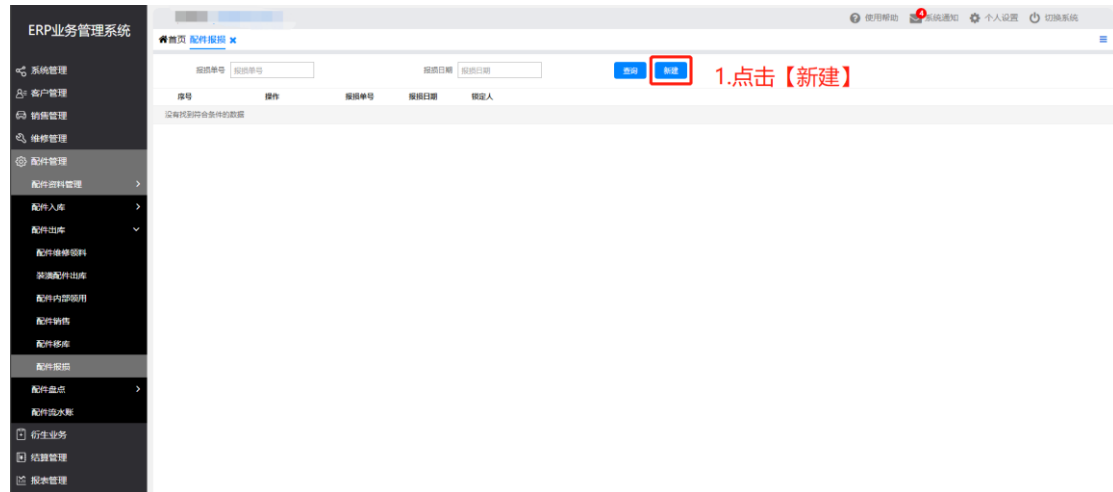 ERP业务管理系统
使用帮助 4 系统通知 个人设置 切换系统
首页 配件报损 ×
系统管理
客户管理
销售管理
维修管理
配件管理
配件资料管理
配件入库
配件出库
配件维修领料
装潢配件出库
配件内部领用
配件销售
配件移库
配件报损
配件盘点
配件流水账
衍生业务
结算管理
报表管理
报损单号 报损单号 报损日期 报损日期 查询 新建 1.点击【新建】
序号 操作 报损单号 报损日期 锁定人
没有找到符合条件的数据